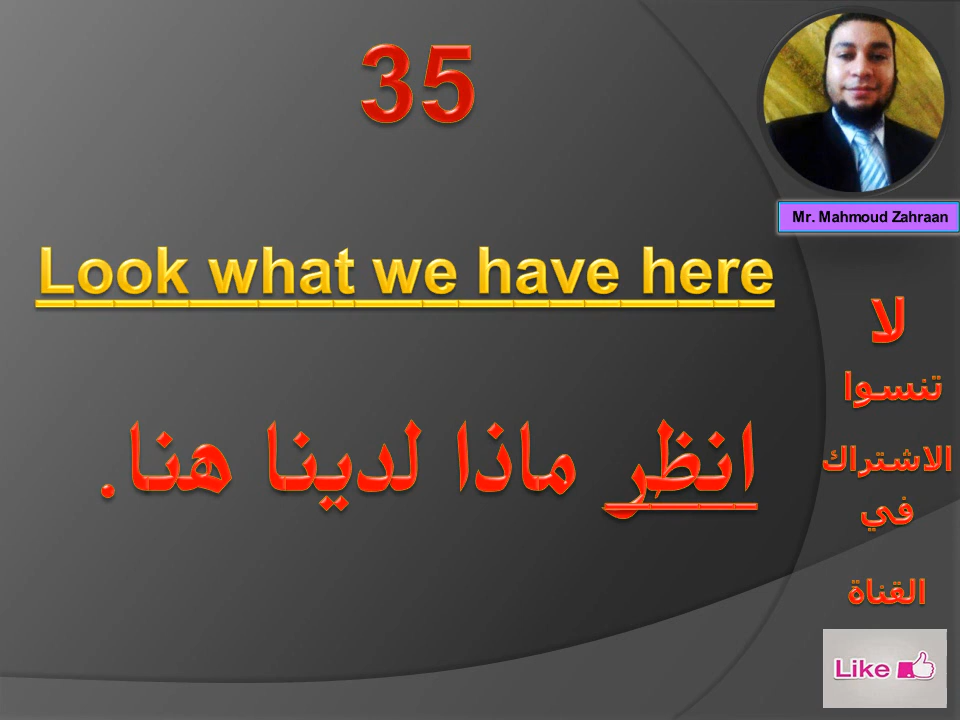 35
Mr. Mahmoud Zahraan
Look what we have here
انظر ماذا لدينا هنا.
لا
تنسوا
الاشتراك
في
القناة
Like